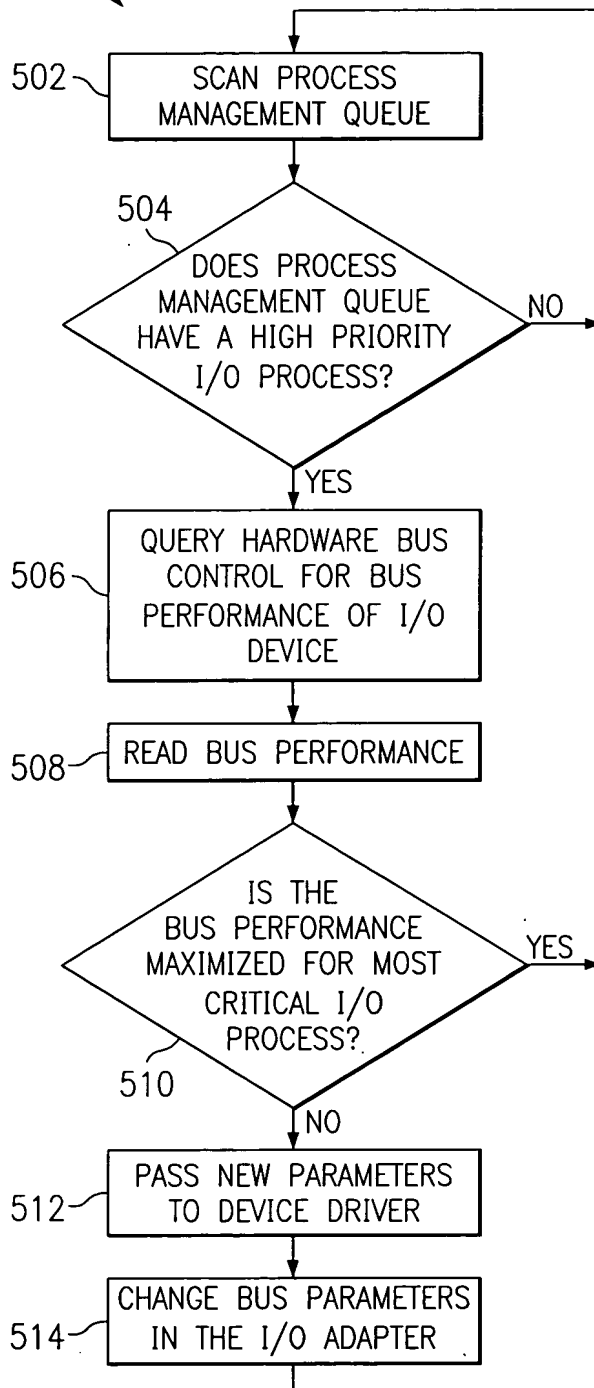 502
SCAN PROCESS
MANAGEMENT QUEUE
504
DOES PROCESS
MANAGEMENT QUEUE
HAVE A HIGH PRIORITY
I/O PROCESS?
NO
YES
506
QUERY HARDWARE BUS
CONTROL FOR BUS
PERFORMANCE OF I/O
DEVICE
508
READ BUS PERFORMANCE
IS THE
BUS PERFORMANCE
MAXIMIZED FOR MOST
CRITICAL I/O
PROCESS?
YES
510
NO
512
PASS NEW PARAMETERS
TO DEVICE DRIVER
514
CHANGE BUS PARAMETERS
IN THE I/O ADAPTER